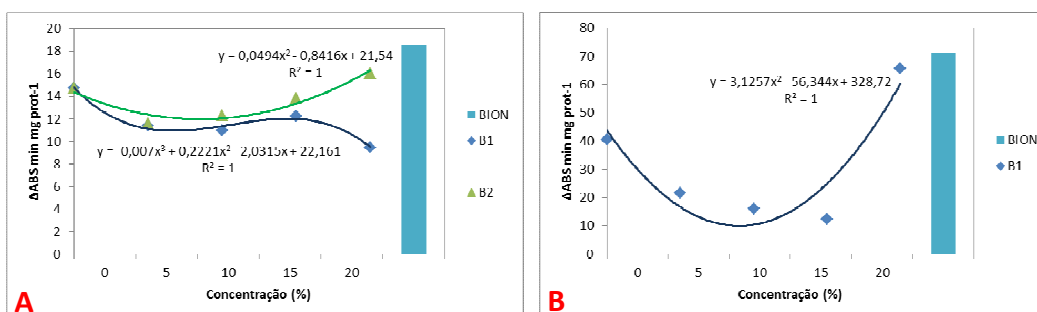 20
18
16
14
12
10
8
6
4
2
0
ΔABS min mg prot-1
y = 0,0494x² - 0,8416x + 21,54
R² = 1
y = -0,007x³ + 0,2221x² - 2,0315x + 22,161
R² = 1
0 5 10 15 20
Concentração (%)
BION
B1
B2
A
80
70
60
50
40
30
20
10
0
ΔABS min mg prot-1
y = 3,1257x² - 56,344x + 328,72
R² = 1
0 5 10 15 20
Concentração (%)
BION
B1
B